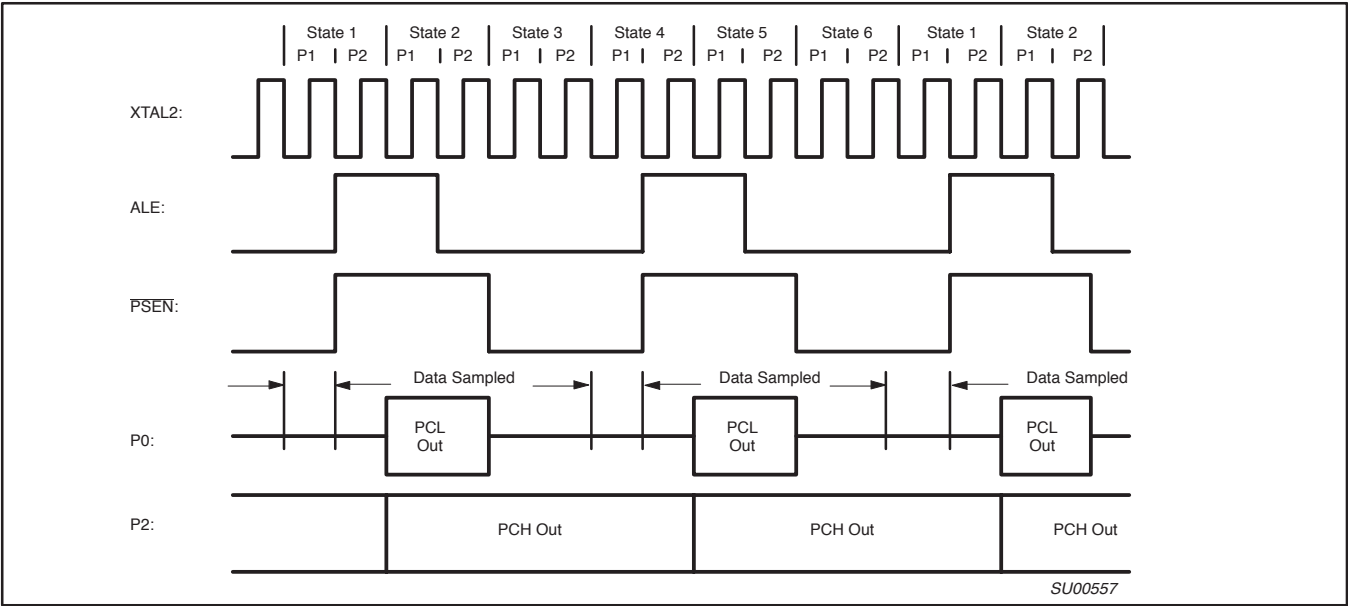 State 1 State 2 State 3 State 4 State 5 State 6 State 1 State 2
P1 P2 P1 P2 P1 P2 P1 P2 P1 P2 P1 P2 P1 P2 P1 P2
XTAL2:
ALE:
PSEN:
Data Sampled Data Sampled Data Sampled
P0:
PCL Out
PCL Out
PCL Out
P2:
PCH Out PCH Out PCH Out
SU00557